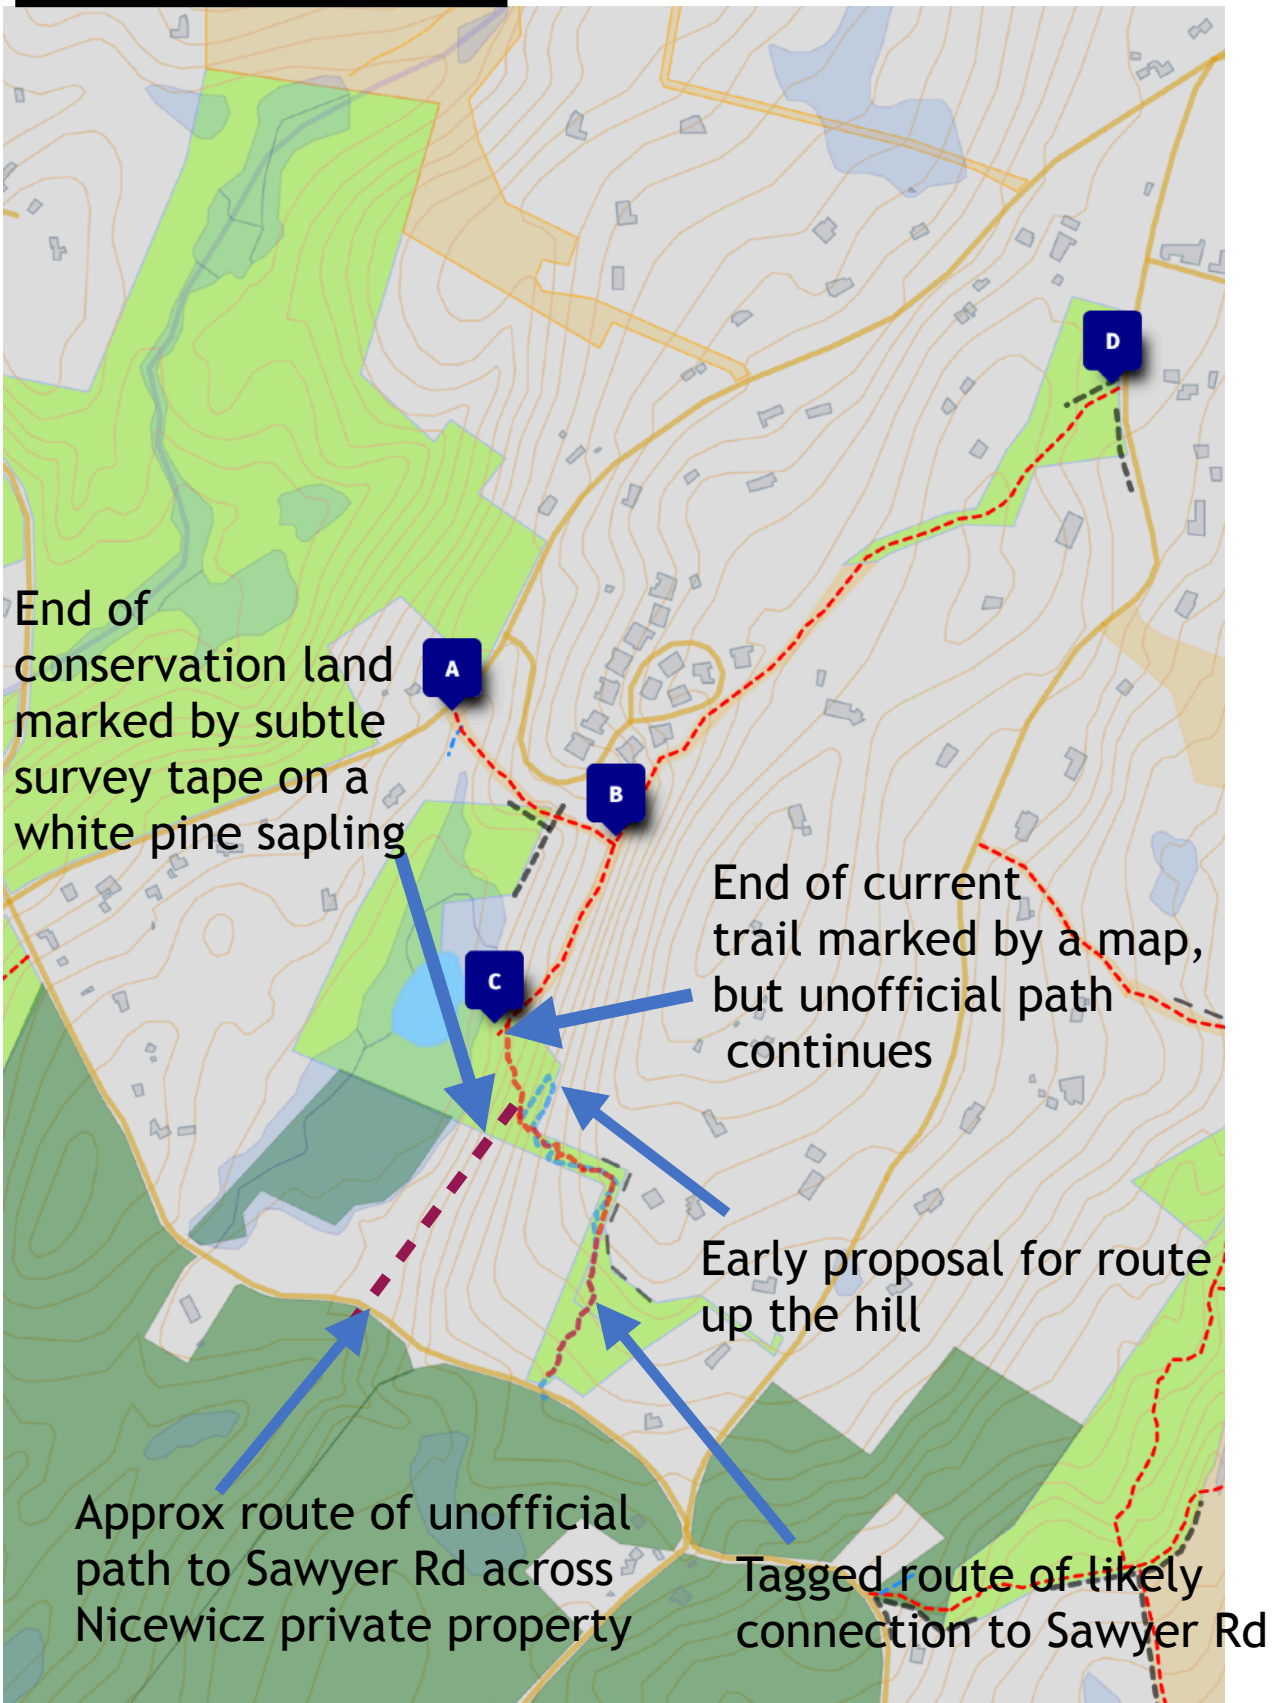 D
End of
conservation land
marked by subtle
survey tape on a
white pine sapling
A
B
End of current
trail marked by a map,
but unofficial path
continues
C
Early proposal for route
up the hill
Approx route of unofficial
path to Sawyer Rd across
Nicewicz private property
Tagged route of likely
connection to Sawyer Rd